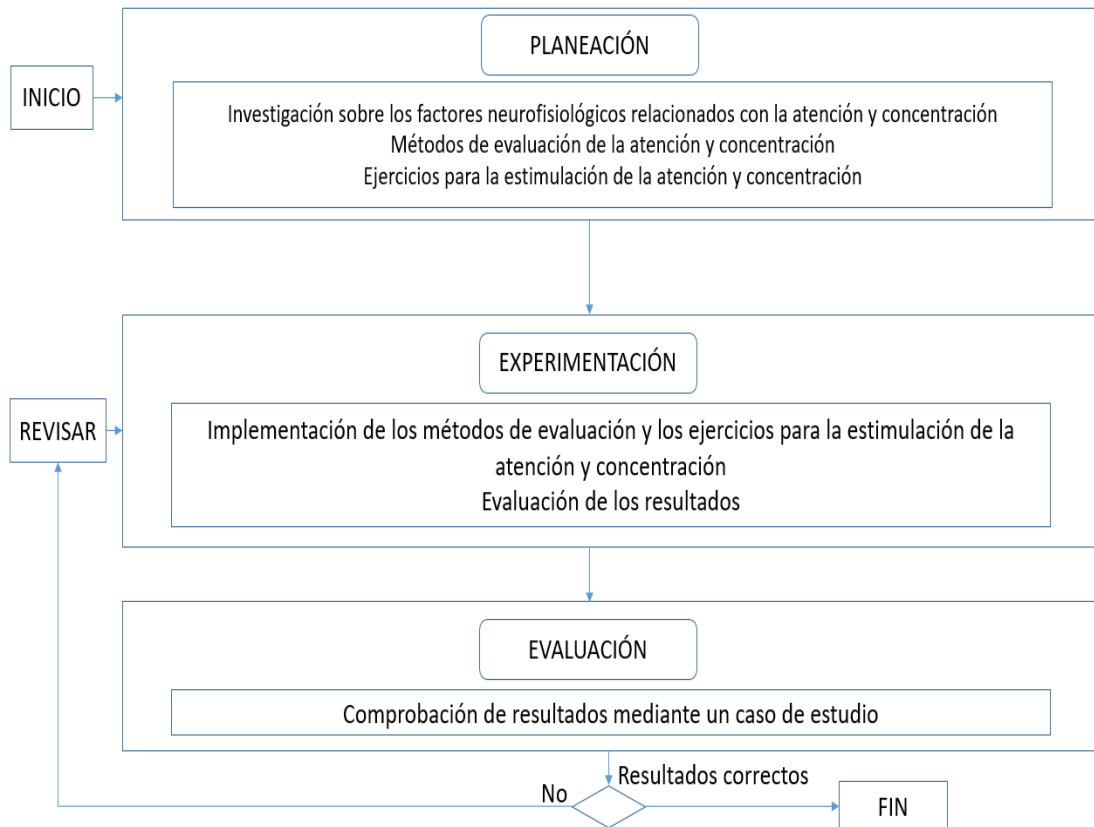 PLANEACIÓN
INICIO
Investigación sobre los factores neurofisiológicos relacionados con la atención y concentración
Métodos de evaluación de la atención y concentración
Ejercicios para la estimulación de la atención y concentración
EXPERIMENTACIÓN
REVISAR
Implementación de los métodos de evaluación y los ejercicios para la estimulación de la
atención y concentración
Evaluación de los resultados
EVALUACIÓN
Comprobación de resultados mediante un caso de estudio
Resultados correctos
No
FIN